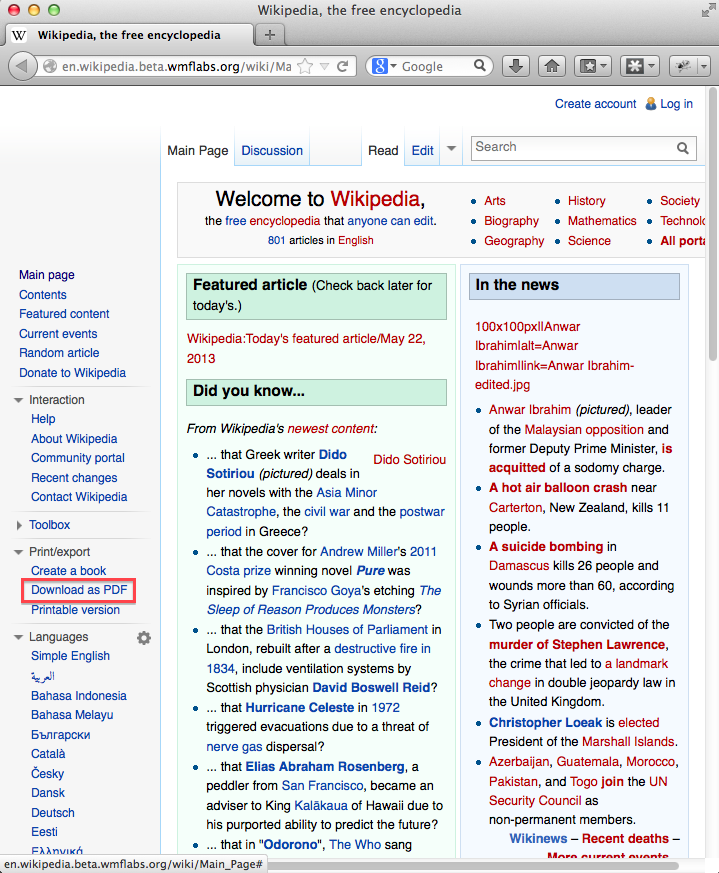 Wikipedia, the free encyclopedia
W Wikipedia, the free encyclopedia
en.wikipedia.beta.wmflabs.org/wiki/Ma
Google
Create account Log in
Main Page Discussion Read Edit Search
Welcome to Wikipedia,
the free encyclopedia that anyone can edit.
801 articles in English
• Arts
• Biography
• Geography
• History
• Mathematics
• Science
• Society
• Technolo
• All porta
Main page
Contents
Featured content
Current events
Random article
Donate to Wikipedia
Interaction
Help
About Wikipedia
Community portal
Recent changes
Contact Wikipedia
Toolbox
Print/export
Create a book
Download as PDF
Printable version
Languages
Simple English
العربية
Bahasa Indonesia
Bahasa Melayu
Български
Català
Česky
Dansk
Deutsch
Eesti
Ελληνικά
Featured article (Check back later for
today's.)
Wikipedia:Today's featured article/May 22,
2013
Did you know...
From Wikipedia's newest content:
Dido Sotiriou
• ... that Greek writer Dido
Sotiriou (pictured) deals in
her novels with the Asia Minor
Catastrophe, the civil war and the postwar
period in Greece?
• ... that the cover for Andrew Miller's 2011
Costa prize winning novel Pure was
inspired by Francisco Goya's etching The
Sleep of Reason Produces Monsters?
• ... that the British Houses of Parliament in
London, rebuilt after a destructive fire in
1834, include ventilation systems by
Scottish physician David Boswell Reid?
• ... that Hurricane Celeste in 1972
triggered evacuations due to a threat of
nerve gas dispersal?
• ... that Elias Abraham Rosenberg, a
peddler from San Francisco, became an
adviser to King Kalākaua of Hawaii due to
his purported ability to predict the future?
• ... that in "Odorono", The Who sang
In the news
100x100px||Anwar
Ibrahim|alt=Anwar
Ibrahim|link=Anwar Ibrahim-
edited.jpg
• Anwar Ibrahim (pictured), leader
of the Malaysian opposition and
former Deputy Prime Minister, is
acquitted of a sodomy charge.
• A hot air balloon crash near
Carterton, New Zealand, kills 11
people.
• A suicide bombing in
Damascus kills 26 people and
wounds more than 60, according
to Syrian officials.
• Two people are convicted of the
murder of Stephen Lawrence,
the crime that led to a landmark
change in double jeopardy law in
the United Kingdom.
• Christopher Loeak is elected
President of the Marshall Islands.
• Azerbaijan, Guatemala, Morocco,
Pakistan, and Togo join the UN
Security Council as
non-permanent members.
Wikinews – Recent deaths –
More current events
en.wikipedia.beta.wmflabs.org/wiki/Main_Page#